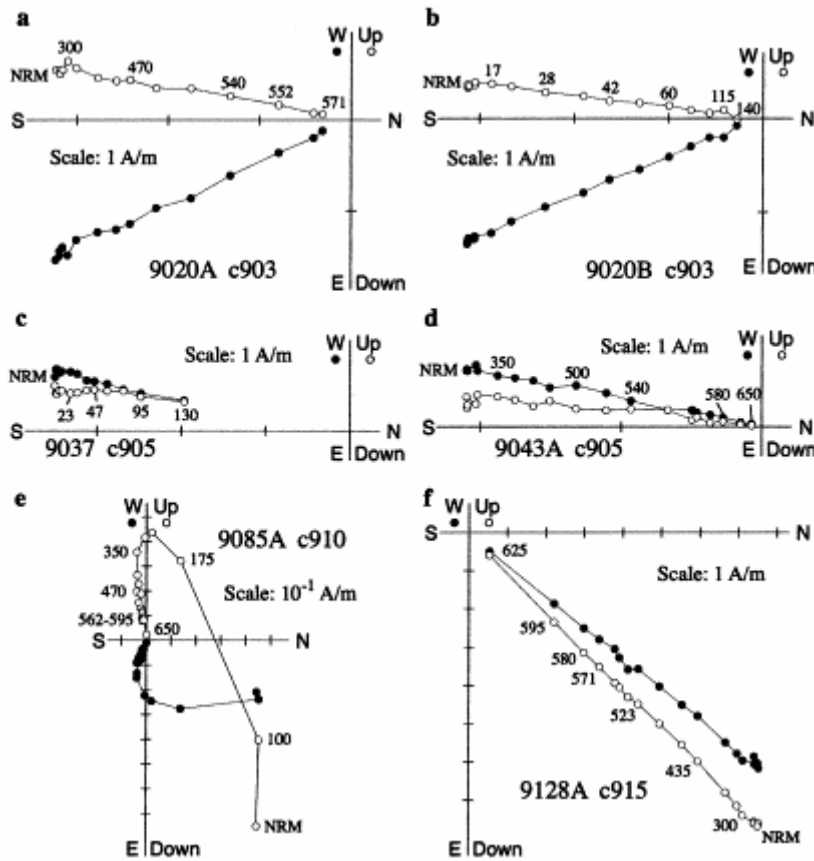 a
W Up
300
NRM
470
540
552
571
S N
Scale: 1 A/m
9020A c903
E Down
b
W Up
NRM
17
28
42
60
115
140
S N
Scale: 1 A/m
9020B c903
E Down
c
W Up
Scale: 1 A/m
NRM
23
47
95
130
S N
9037 c905
E Down
d
W Up
Scale: 1 A/m
NRM
350
500
540
580
650
S N
9043A c905
E Down
e
W Up
9085A c910
350
175
470
Scale: 10⁻¹ A/m
562-595
650
S N
100
NRM
E Down
f
W Up
S N
625
Scale: 1 A/m
595
580
571
523
435
9128A c915
300
NRM
E Down